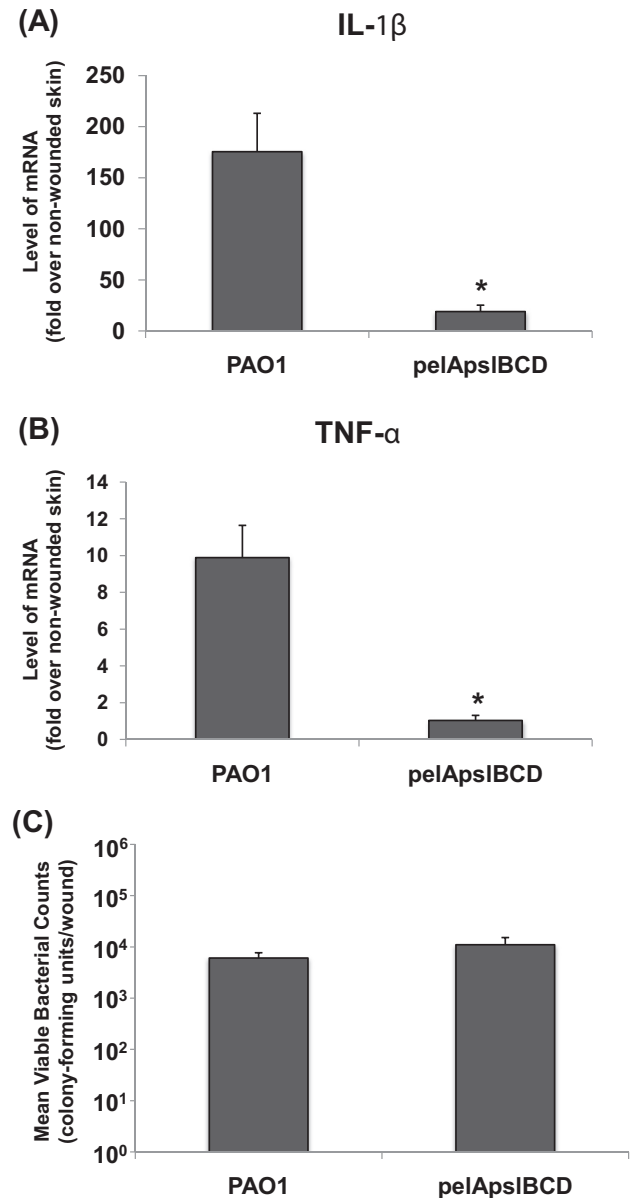 (A)
IL-1β
Level of mRNA
(fold over non-wounded skin)
250
200
150
100
50
0
*
PAO1
pelApslBCD
(B)
TNF-α
Level of mRNA
(fold over non-wounded skin)
14
12
10
8
6
4
2
0
*
PAO1
pelApslBCD
(C)
Mean Viable Bacterial Counts
(colony-forming units/wound)
10⁶
10⁵
10⁴
10³
10²
10¹
10⁰
PAO1
pelApslBCD